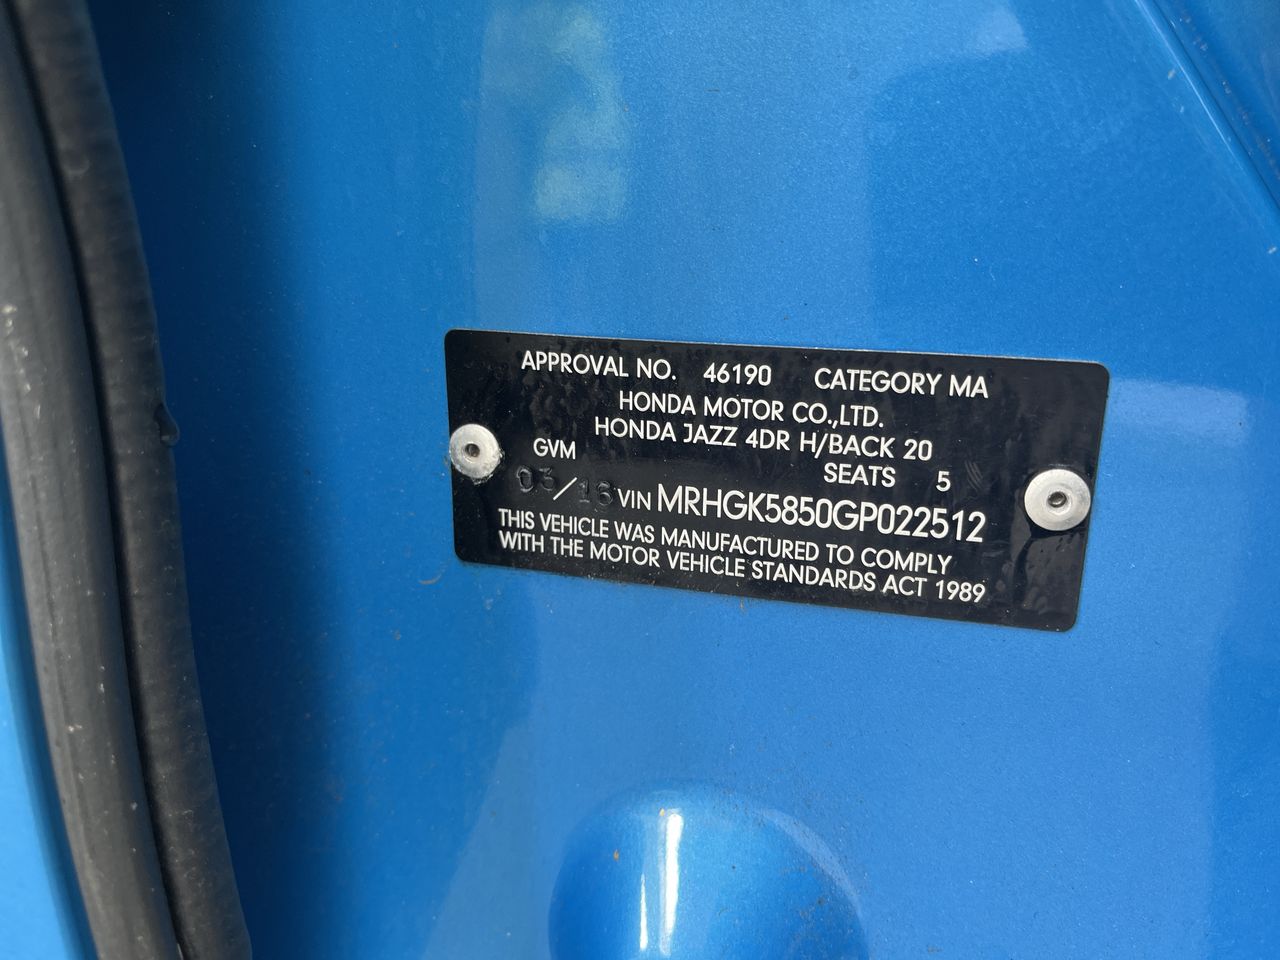 APPROVAL NO. 46190 CATEGORY MA
HONDA MOTOR CO.,LTD.
HONDA JAZZ 4DR H/BACK 20
GVM SEATS 5
03/16 VIN MRHGK5850GP022512
THIS VEHICLE WAS MANUFACTURED TO COMPLY
WITH THE MOTOR VEHICLE STANDARDS ACT 1989